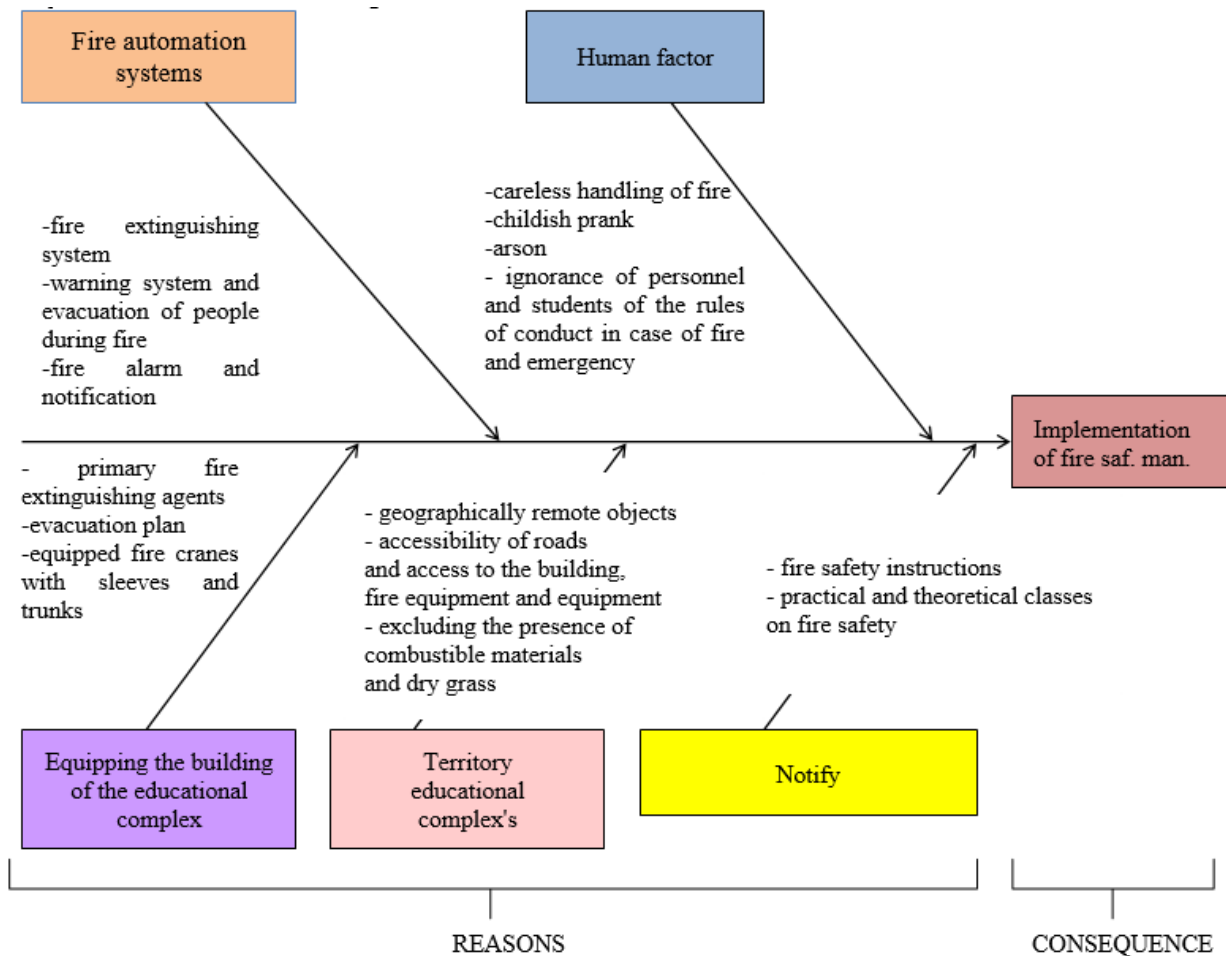 Fire automation
systems
Human factor
-fire extinguishing
system
-warning system and
evacuation of people
during fire
-fire alarm and
notification
-careless handling of fire
-childish prank
-arson
- ignorance of personnel
and students of the rules
of conduct in case of fire
and emergency
Implementation
of fire saf. man.
- primary fire
extinguishing agents
-evacuation plan
-equipped fire cranes
with sleeves and
trunks
- geographically remote objects
- accessibility of roads
and access to the building,
fire equipment and equipment
- excluding the presence of
combustible materials
and dry grass
- fire safety instructions
- practical and theoretical classes
on fire safety
Equipping the building
of the educational
complex
Territory
educational
complex's
Notify
REASONS
CONSEQUENCE